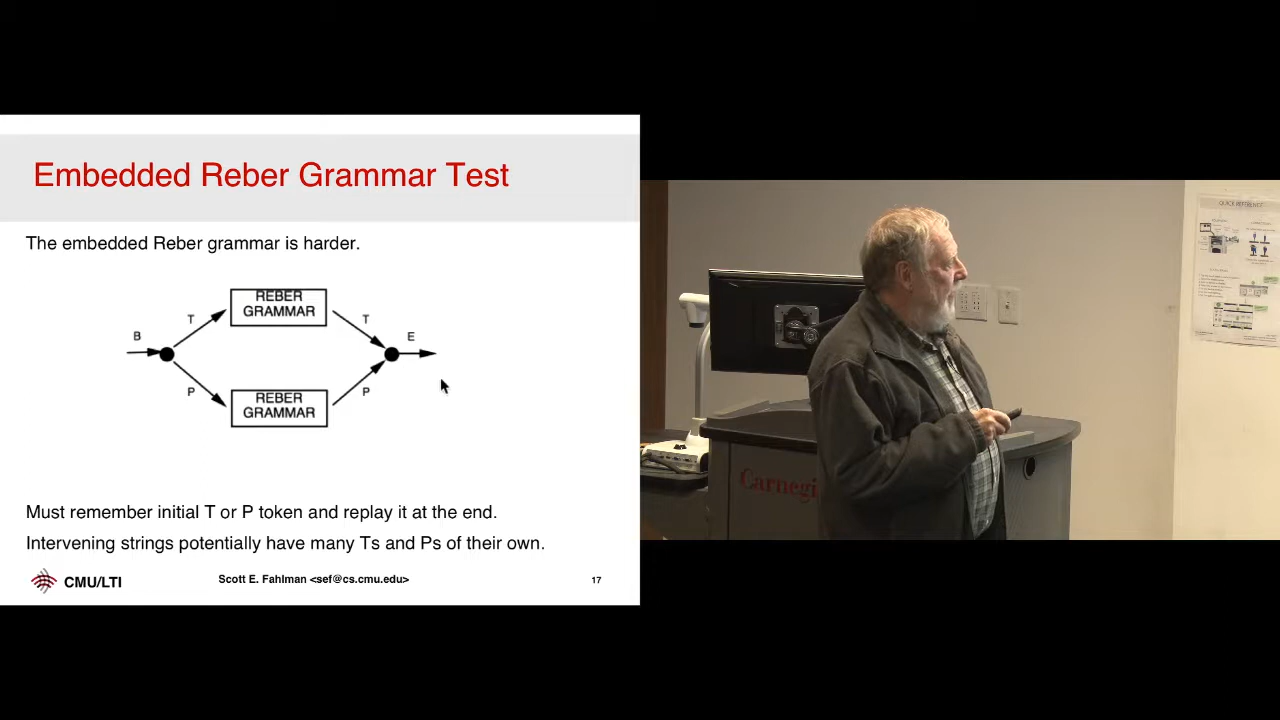 Embedded Reber Grammar Test
The embedded Reber grammar is harder.
REBER
GRAMMAR
T
T
B
E
P
P
REBER
GRAMMAR
Must remember initial T or P token and replay it at the end.
Intervening strings potentially have many Ts and Ps of their own.
CMU/LTI
Scott E. Fahlman <sef@cs.cmu.edu>
17
QUICK REFERENCE
Carnegi